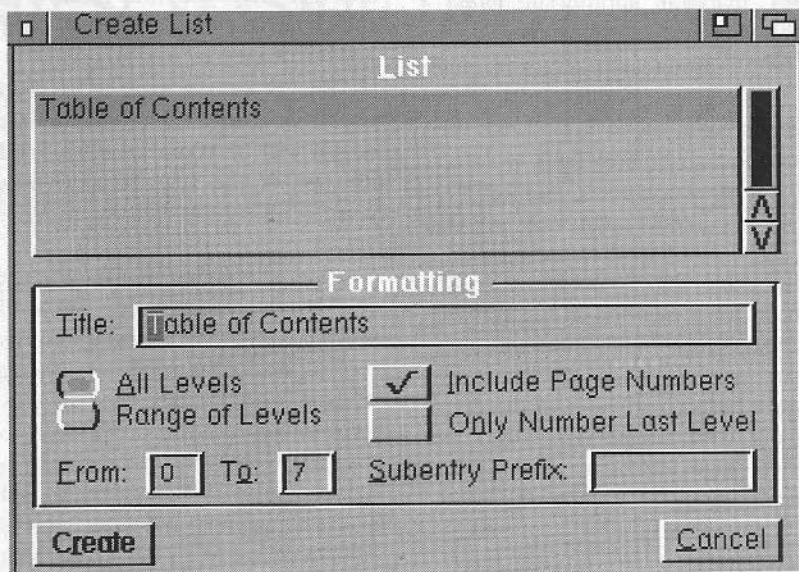 Create List
List
Table of Contents
Formatting
Title: Table of Contents
All Levels
Include Page Numbers
Range of Levels
Only Number Last Level
From: 0 To: 7 Subentry Prefix:
Create
Cancel